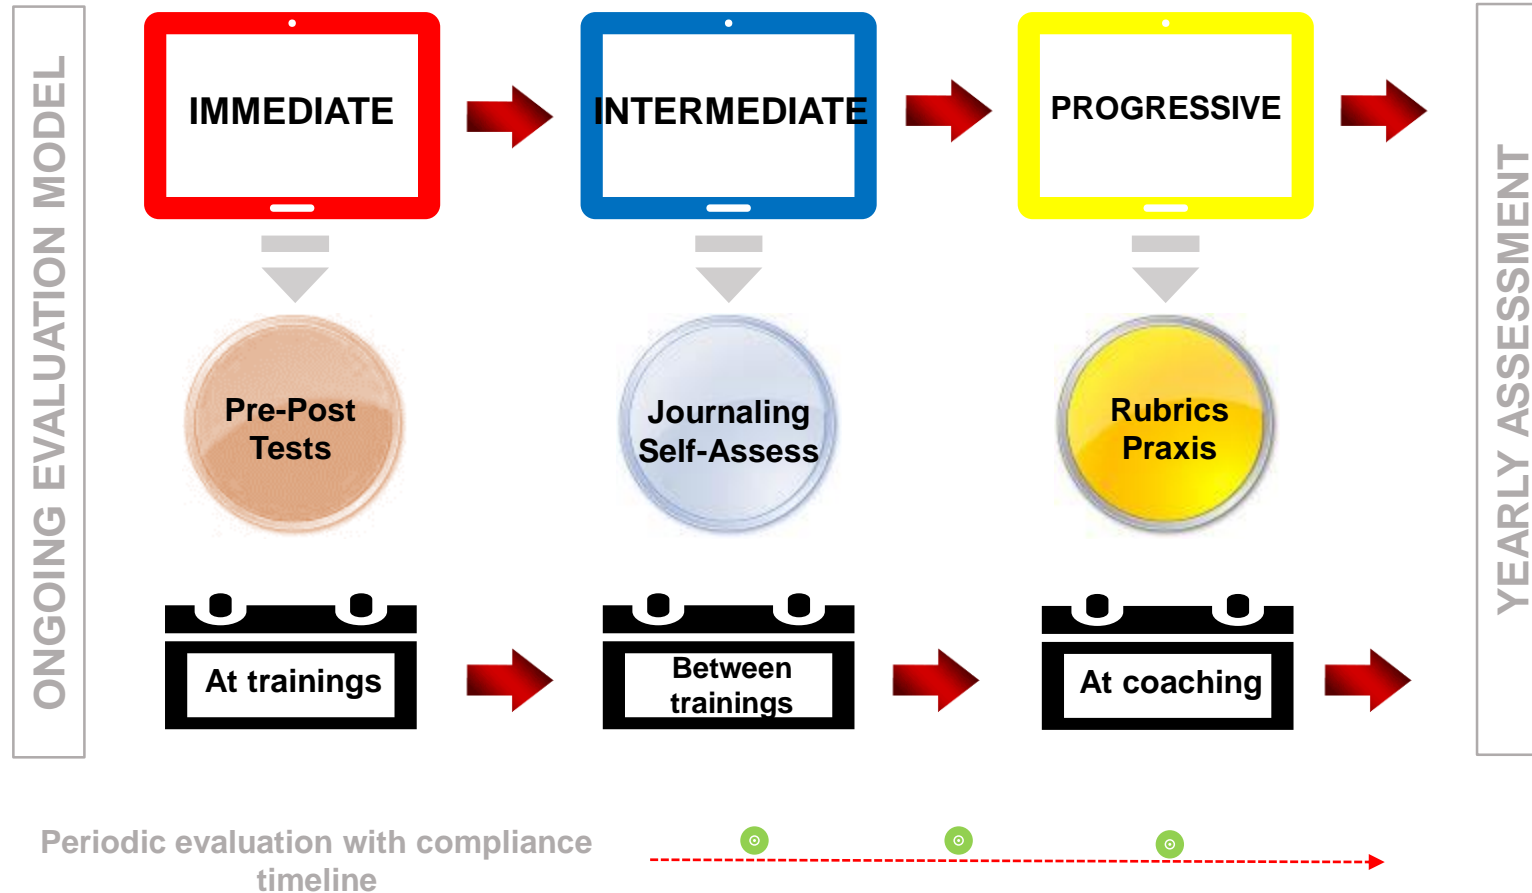 ONGOING EVALUATION MODEL
IMMEDIATE
INTERMEDIATE
PROGRESSIVE
YEARLY ASSESSMENT
Pre-Post
Tests
Journaling
Self-Assess
Rubrics
Praxis
At trainings
Between
trainings
At coaching
Periodic evaluation with compliance
timeline